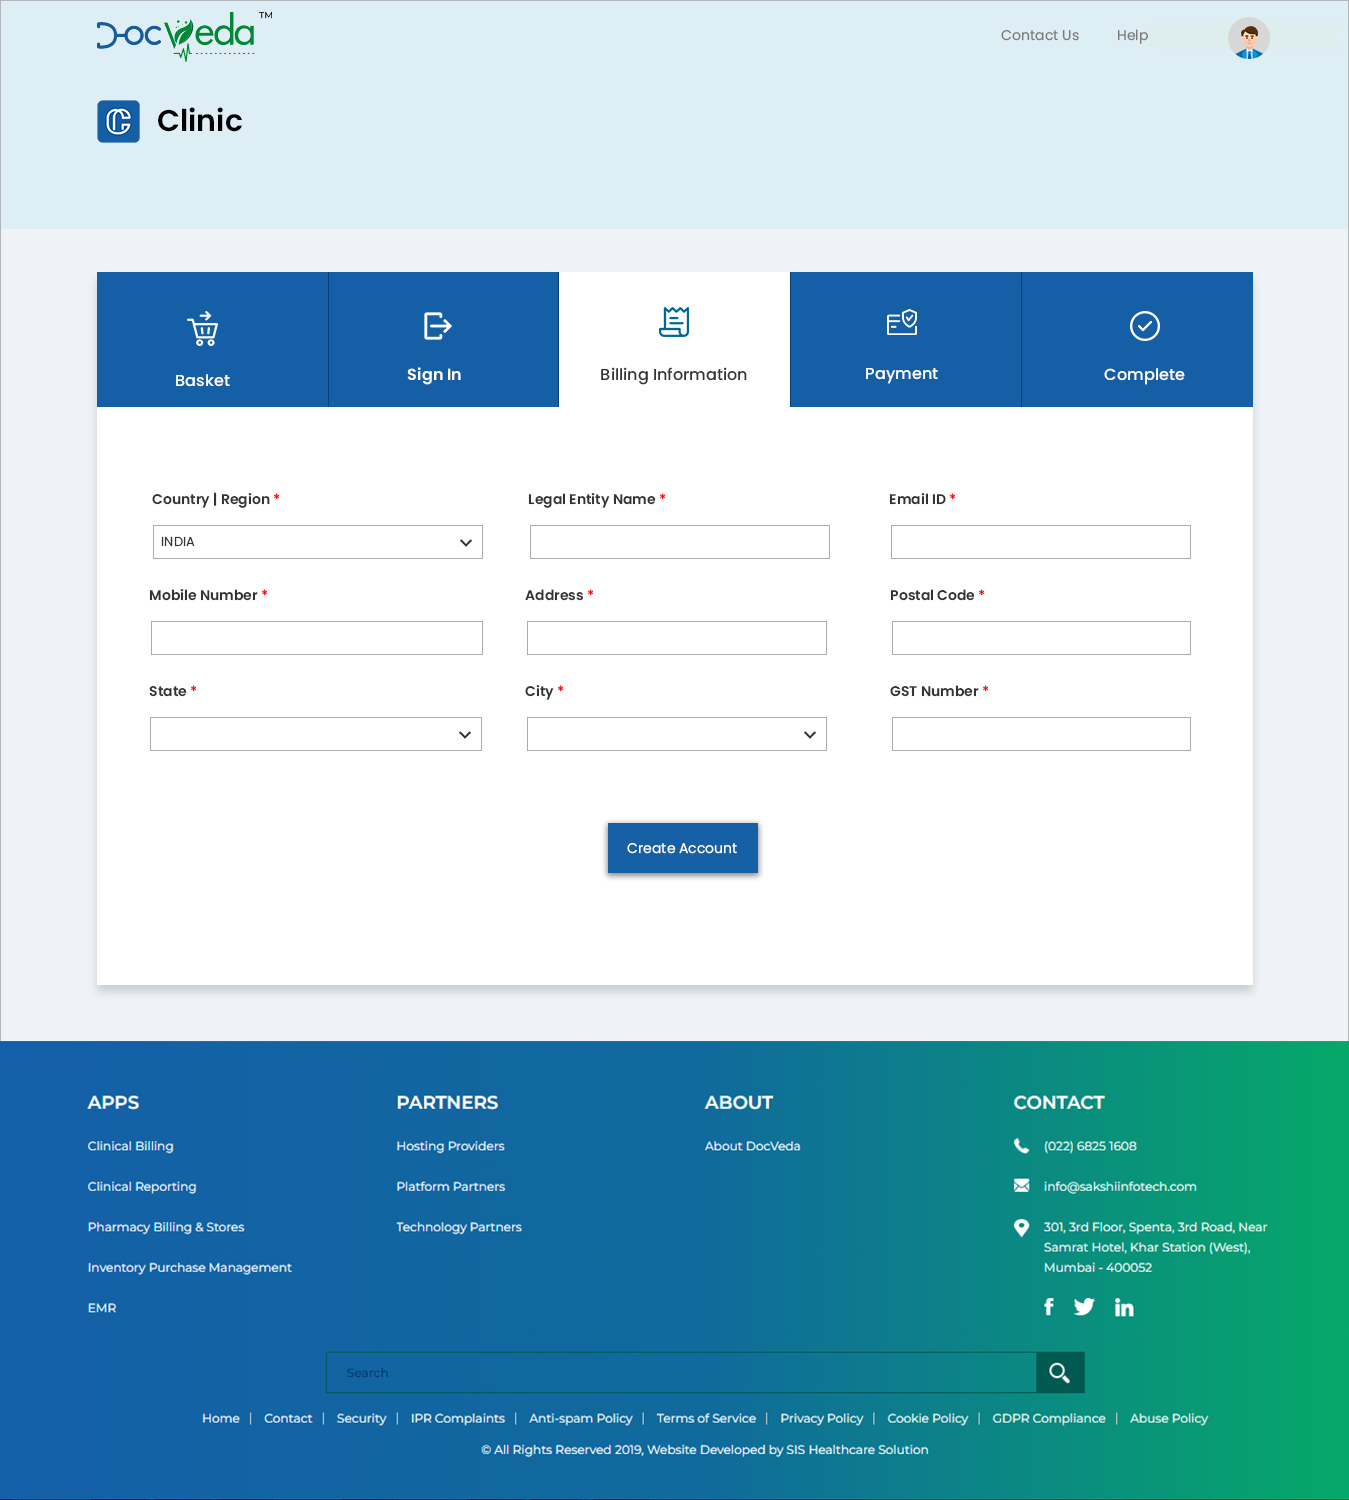 DocVeda™
Contact Us
Help
Clinic
Basket
Sign In
Billing Information
Payment
Complete
Country | Region *
Legal Entity Name *
Email ID *
INDIA
Mobile Number *
Address *
Postal Code *
State *
City *
GST Number *
Create Account
APPS
Clinical Billing
Clinical Reporting
Pharmacy Billing & Stores
Inventory Purchase Management
EMR
PARTNERS
Hosting Providers
Platform Partners
Technology Partners
ABOUT
About DocVeda
CONTACT
(022) 6825 1608
info@sakshiinfotech.com
301, 3rd Floor, Spenta, 3rd Road, Near
Samrat Hotel, Khar Station (West),
Mumbai - 400052
Search
Home | Contact | Security | IPR Complaints | Anti-spam Policy | Terms of Service | Privacy Policy | Cookie Policy | GDPR Compliance | Abuse Policy
© All Rights Reserved 2019, Website Developed by SIS Healthcare Solution